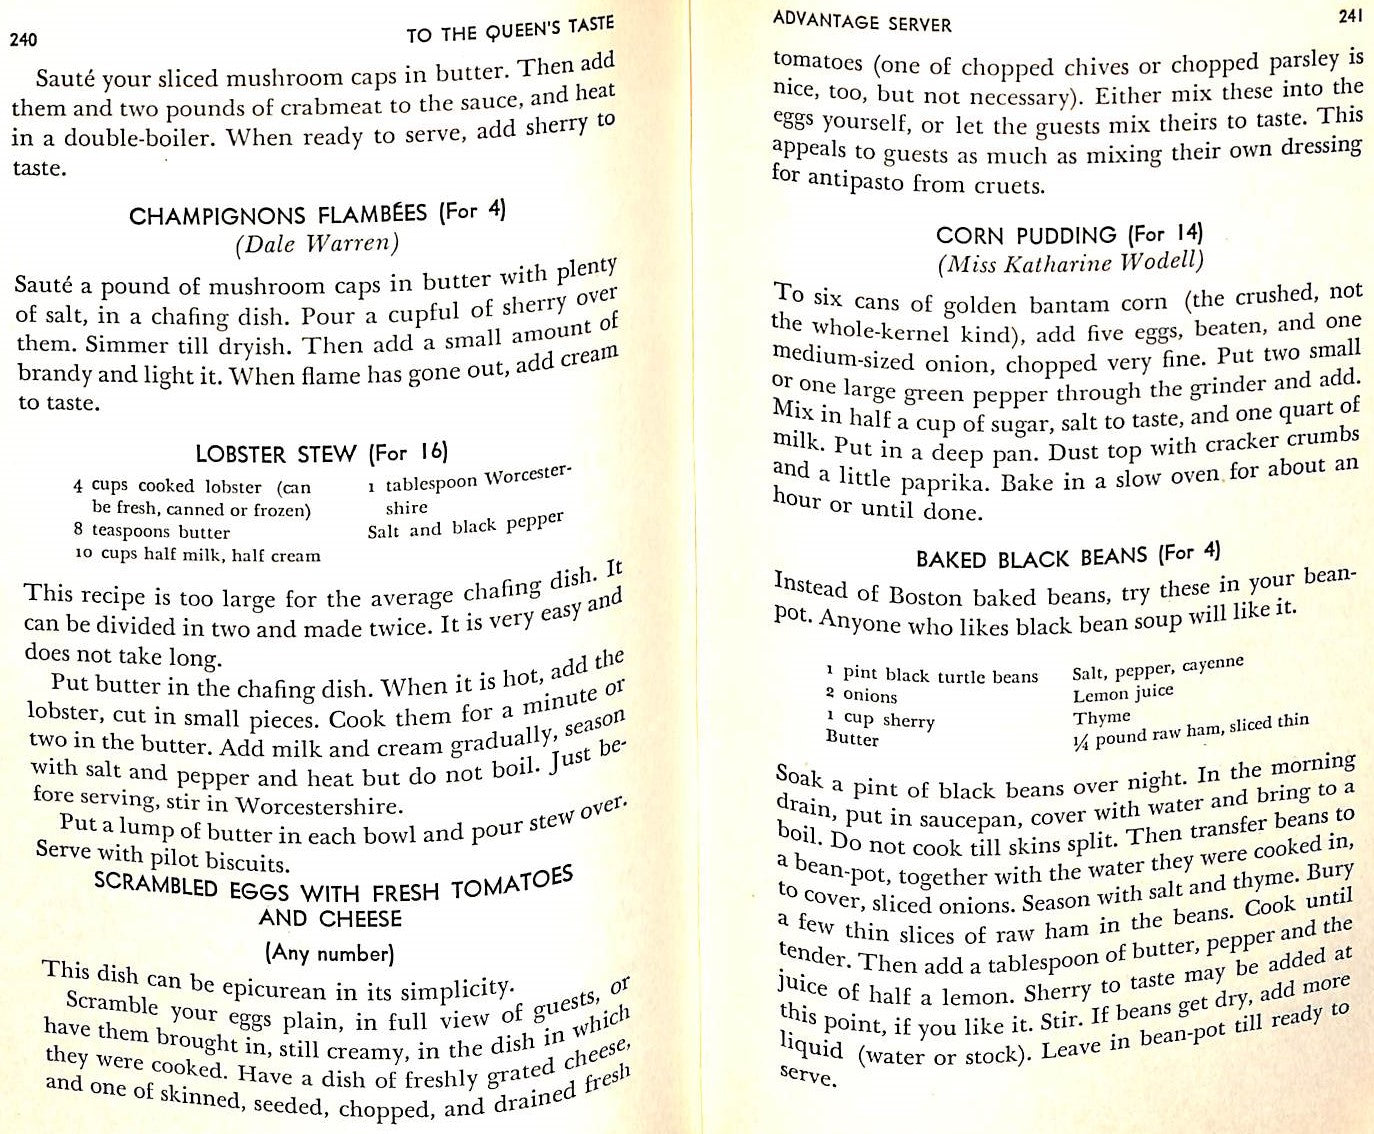 240
TO THE QUEEN'S TASTE
Sauté your sliced mushroom caps in butter. Then add
them and two pounds of crabmeat to the sauce, and heat
in a double-boiler. When ready to serve, add sherry to
taste.
CHAMPIGNONS FLAMBÉES (For 4)
(Dale Warren)
Sauté a pound of mushroom caps in butter with plenty
of salt, in a chafing dish. Pour a cupful of sherry over
them. Simmer till dryish. Then add a small amount of
brandy and light it. When flame has gone out, add cream
to taste.
LOBSTER STEW (For 16)
4 cups cooked lobster (can
be fresh, canned or frozen)
8 teaspoons butter
10 cups half milk, half cream
1 tablespoon Worcester-
shire
Salt and black pepper
This recipe is too large for the average chafing dish. It
can be divided in two and made twice. It is very easy and
does not take long.
Put butter in the chafing dish. When it is hot, add the
lobster, cut in small pieces. Cook them for a minute or
two in the butter. Add milk and cream gradually, season
with salt and pepper and heat but do not boil. Just be-
fore serving, stir in Worcestershire.
Put a lump of butter in each bowl and pour stew over.
Serve with pilot biscuits.
SCRAMBLED EGGS WITH FRESH TOMATOES
AND CHEESE
(Any number)
This dish can be epicurean in its simplicity.
Scramble your eggs plain, in full view of guests, or
have them brought in, still creamy, in the dish in which
they were cooked. Have a dish of freshly grated cheese,
and one of skinned, seeded, chopped, and drained fresh
ADVANTAGE SERVER
241
tomatoes (one of chopped chives or chopped parsley is
nice, too, but not necessary). Either mix these into the
eggs yourself, or let the guests mix theirs to taste. This
appeals to guests as much as mixing their own dressing
for antipasto from cruets.
CORN PUDDING (For 14)
(Miss Katharine Wodell)
To six cans of golden bantam corn (the crushed, not
the whole-kernel kind), add five eggs, beaten, and one
medium-sized onion, chopped very fine. Put two small
or one large green pepper through the grinder and add.
Mix in half a cup of sugar, salt to taste, and one quart of
milk. Put in a deep pan. Dust top with cracker crumbs
and a little paprika. Bake in a slow oven for about an
hour or until done.
BAKED BLACK BEANS (For 4)
Instead of Boston baked beans, try these in your bean-
pot. Anyone who likes black bean soup will like it.
1 pint black turtle beans
2 onions
1 cup sherry
Butter
Salt, pepper, cayenne
Lemon juice
Thyme
¼ pound raw ham, sliced thin
Soak a pint of black beans over night. In the morning
drain, put in saucepan, cover with water and bring to a
boil. Do not cook till skins split. Then transfer beans to
a bean-pot, together with the water they were cooked in,
to cover, sliced onions. Season with salt and thyme. Bury
a few thin slices of raw ham in the beans. Cook until
tender. Then add a tablespoon of butter, pepper and the
juice of half a lemon. Sherry to taste may be added at
this point, if you like it. Stir. If beans get dry, add more
liquid (water or stock). Leave in bean-pot till ready to
serve.